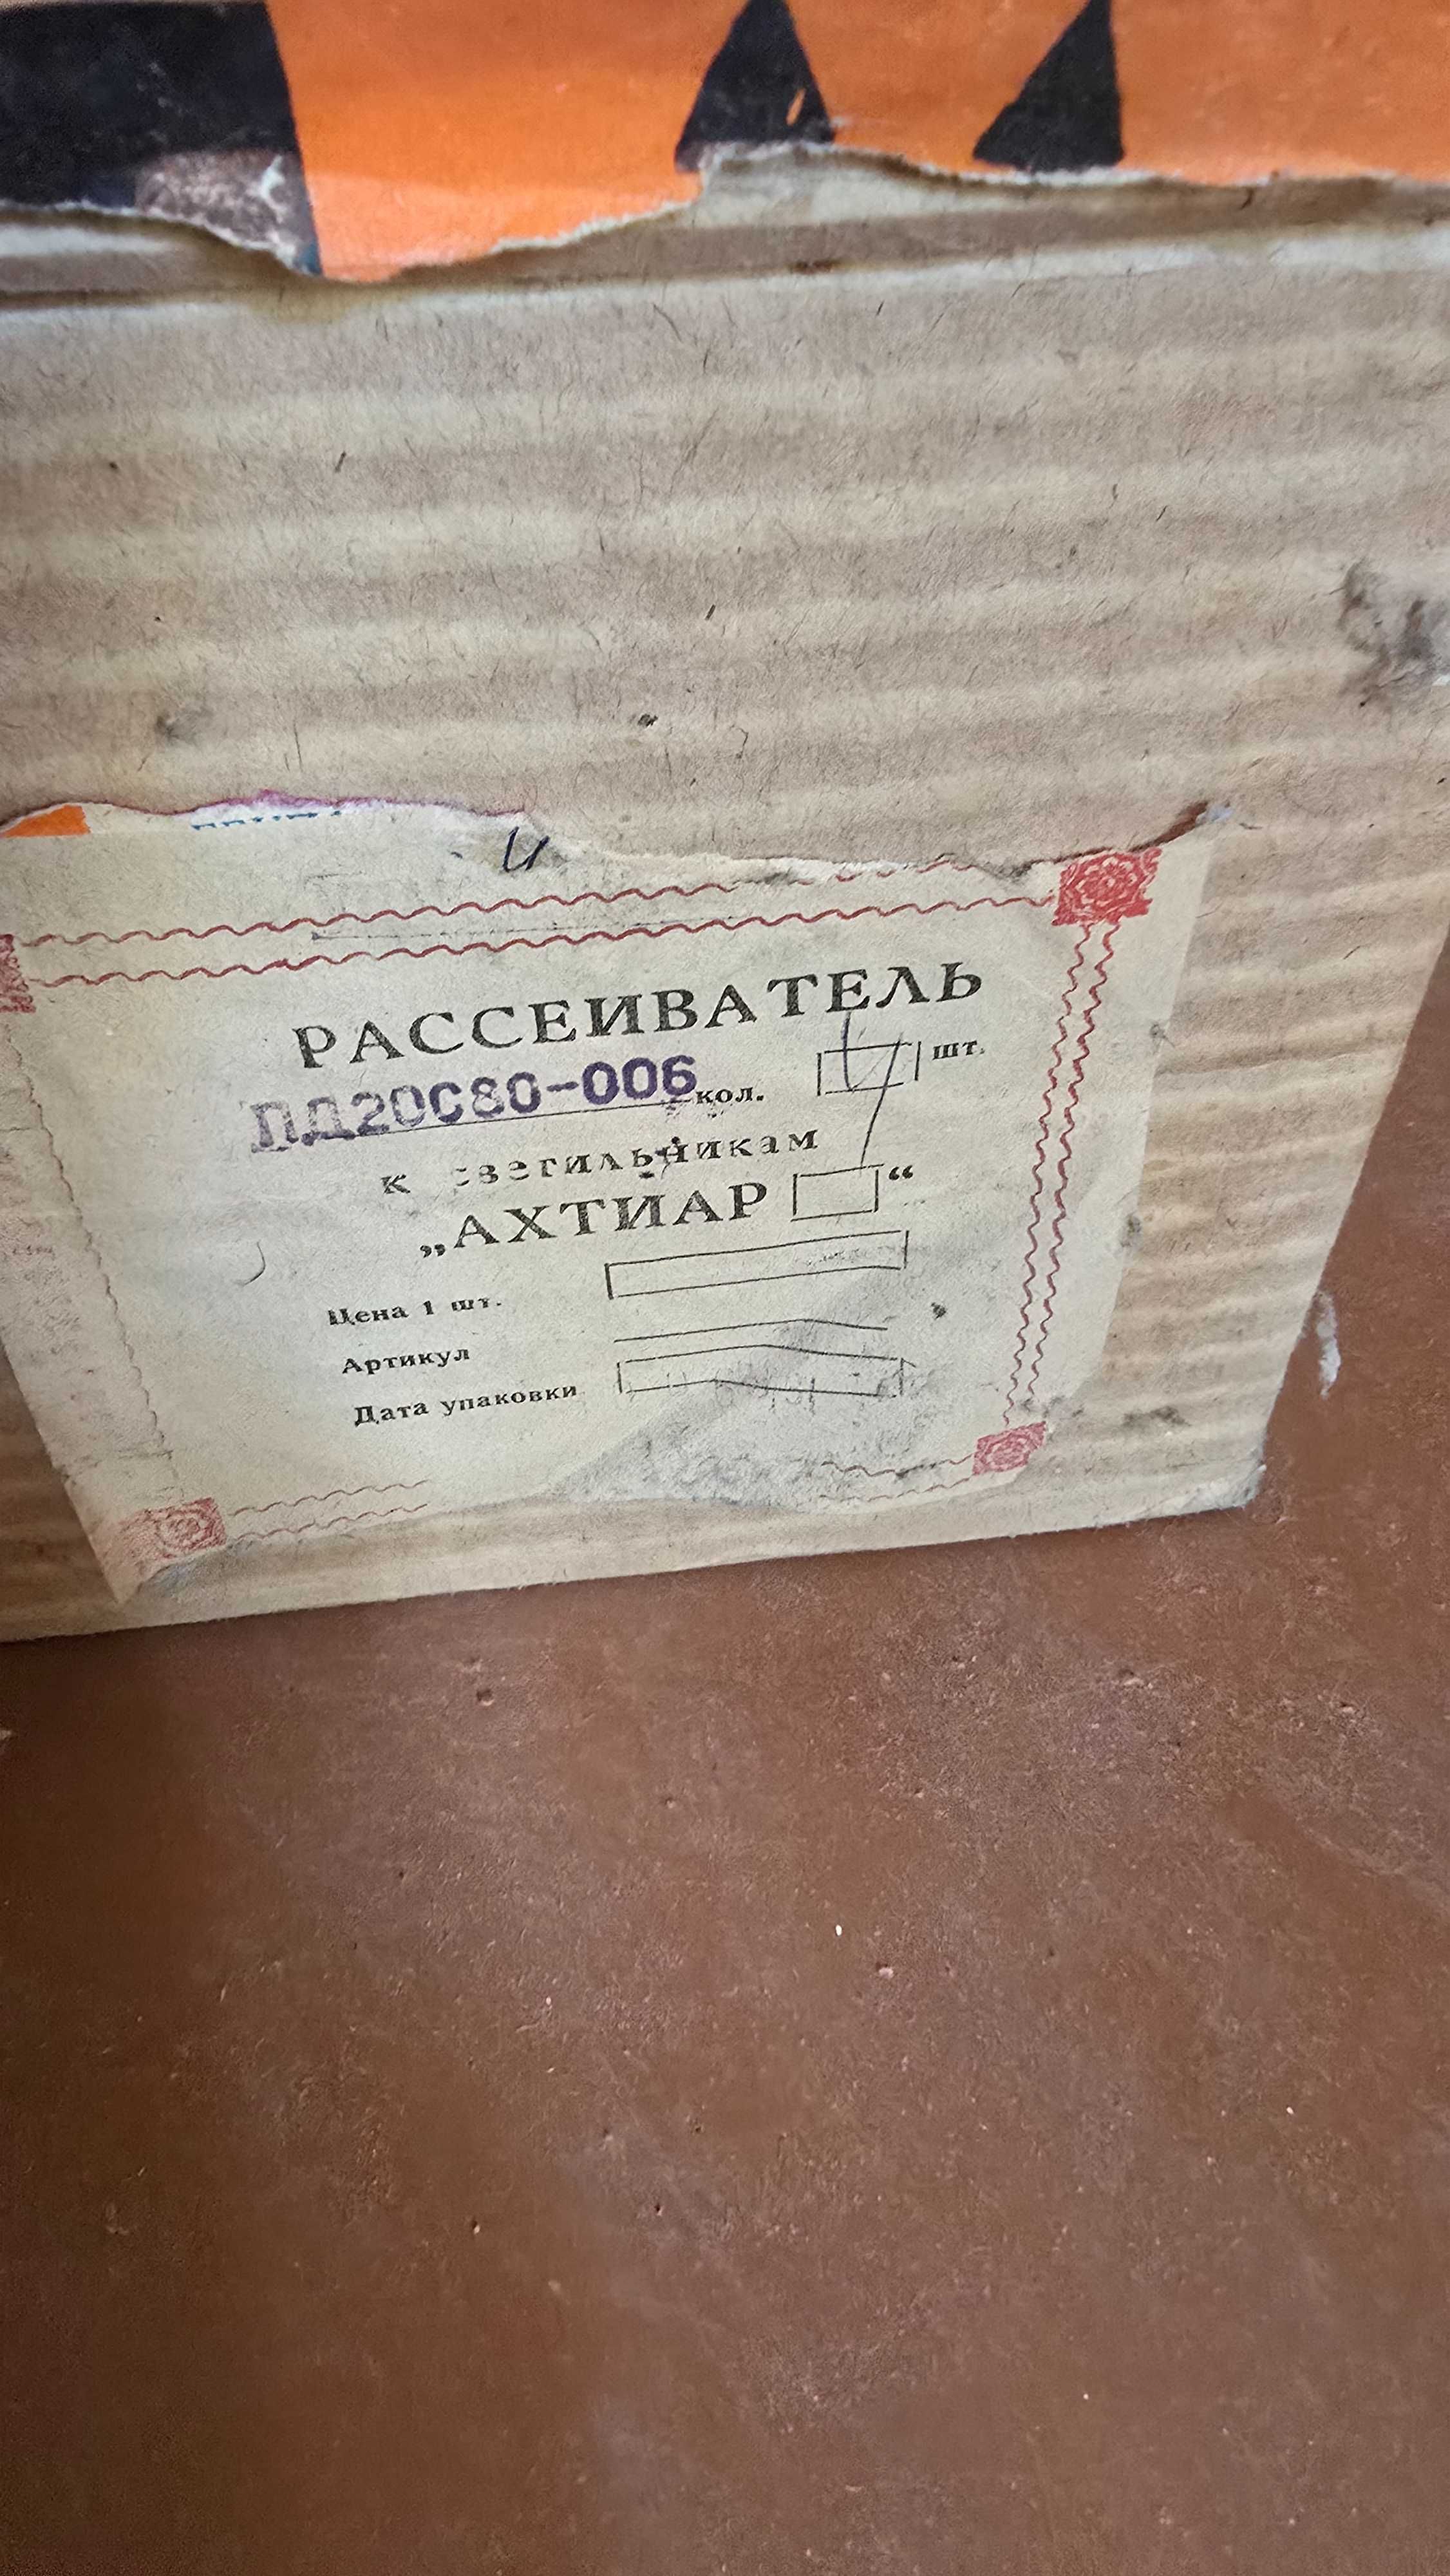 РАССЕИВАТЕЛЬ
ПД20С80-006 кол. шт.
к светильникам
„АХТИАР “
Цена 1 шт.
Артикул
Дата упаковки